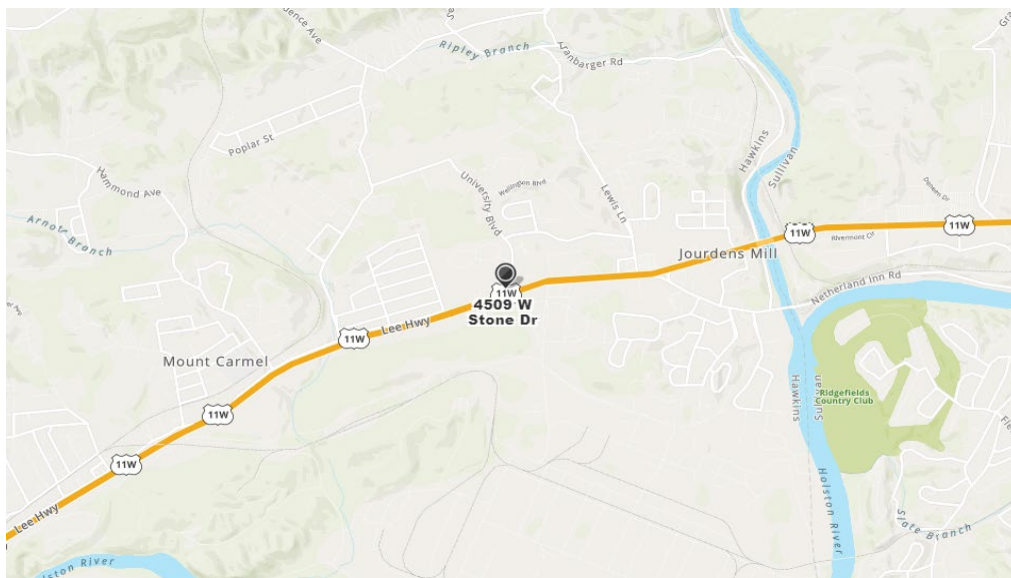 Ripley Branch
Poplar St
Hammond Ave
Arnott Branch
University Blvd
Wellington Blvd
Lewis Ln
Hawkins
Sullivan
11W
11W
Rivermont Cir
Jourdens Mill
Netherland Inn Rd
11W
4509 W
Stone Dr
Lee Hwy
11W
Mount Carmel
11W
11W
Lee Hwy
Hawkins
Sullivan
Ridgefields
Country Club
Holston River
Slate Branch
olston River